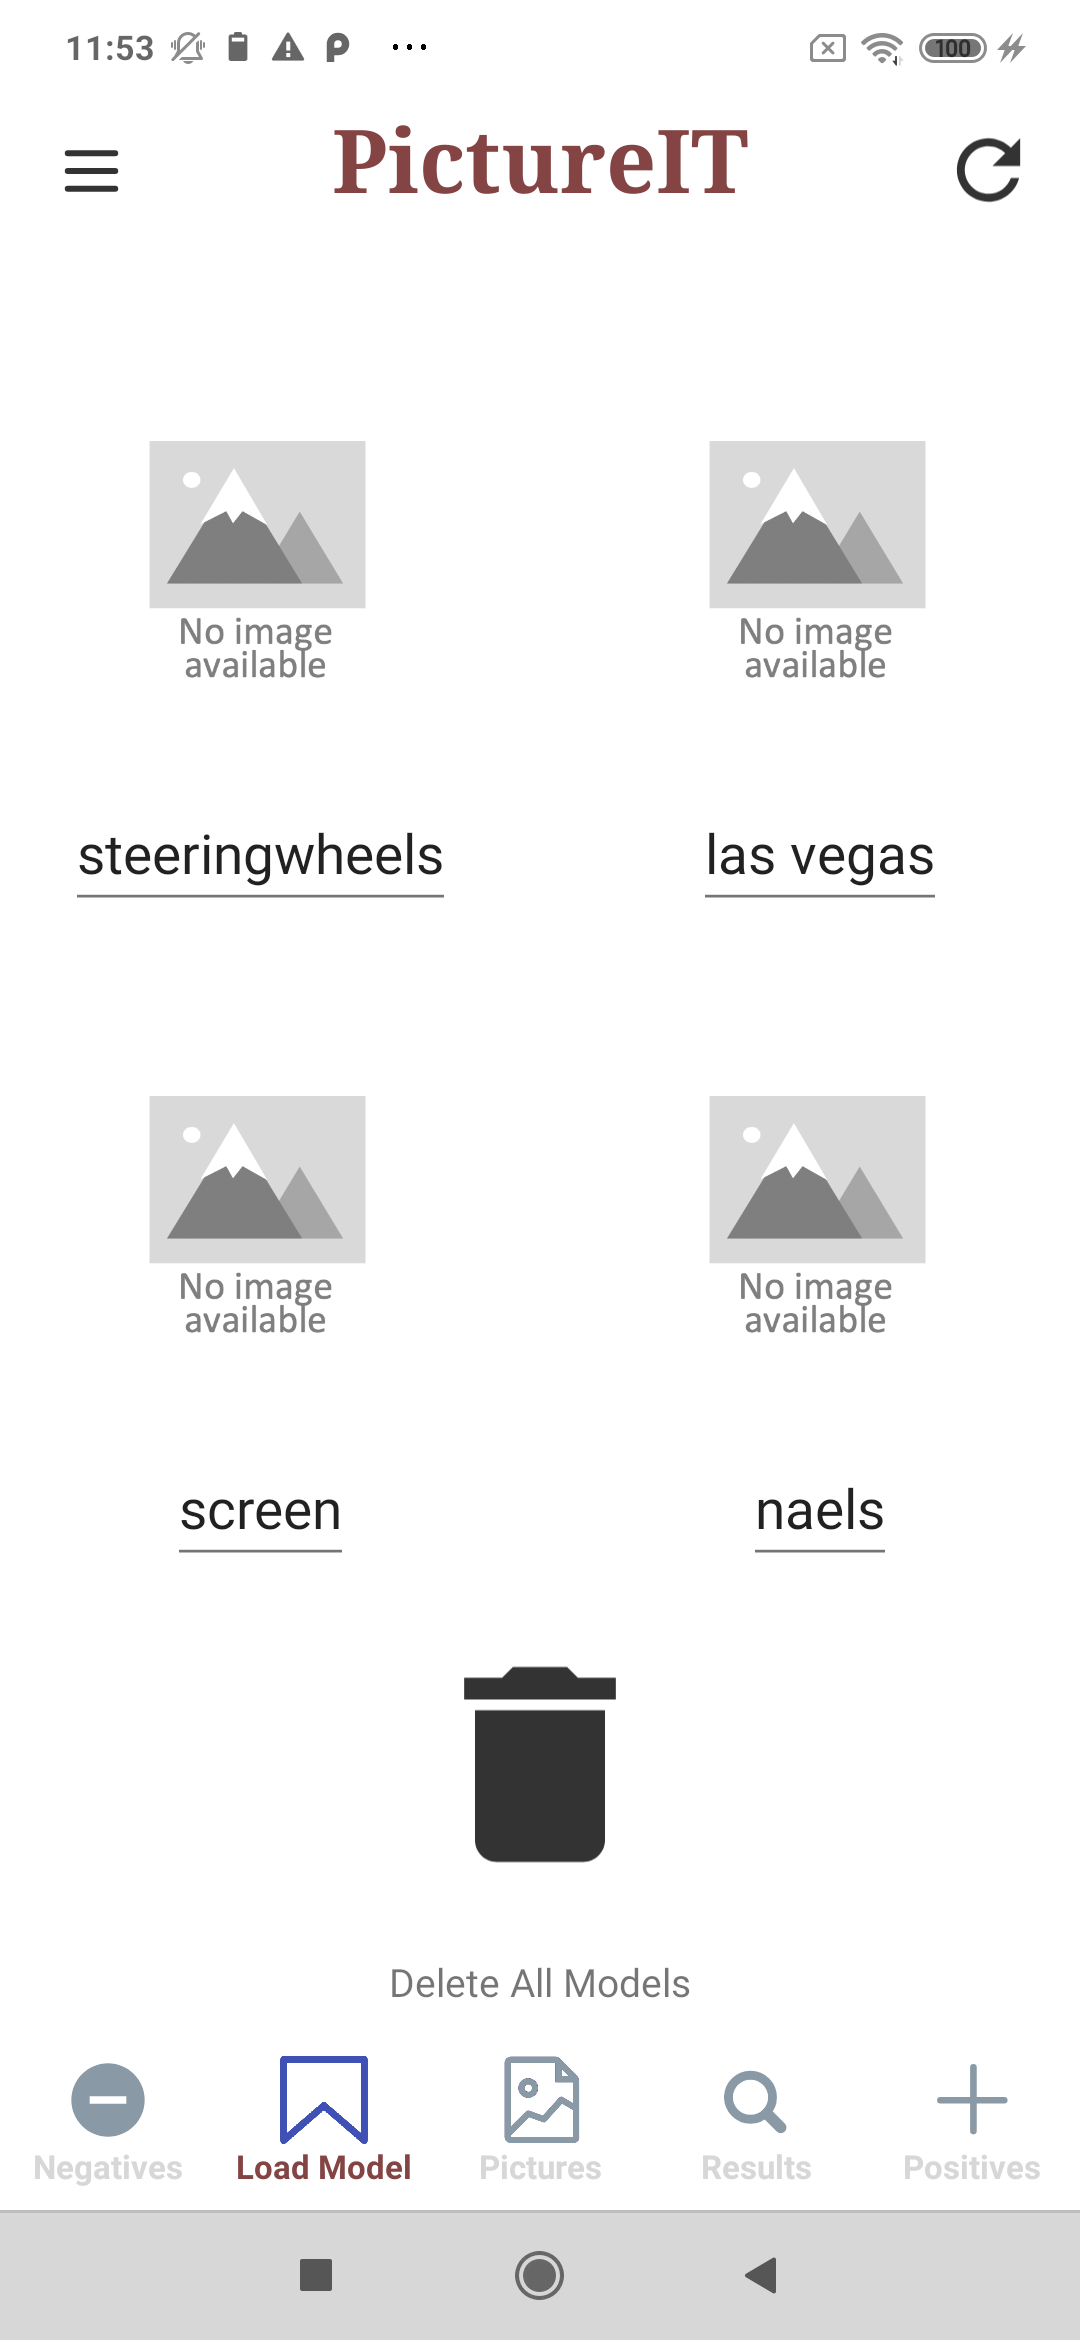 11:53
100
PictureIT
No image
available
No image
available
steeringwheels
las vegas
No image
available
No image
available
screen
naels
Delete All Models
Negatives
Load Model
Pictures
Results
Positives